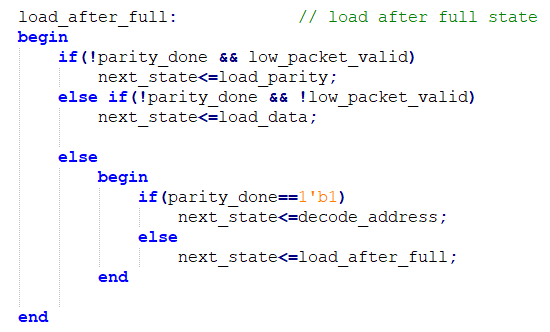 load_after_full: // load after full state
begin
if(!parity_done && low_packet_valid)
next_state<=load_parity;
else if(!parity_done && !low_packet_valid)
next_state<=load_data;
else
begin
if(parity_done==1'b1)
next_state<=decode_address;
else
next_state<=load_after_full;
end
end